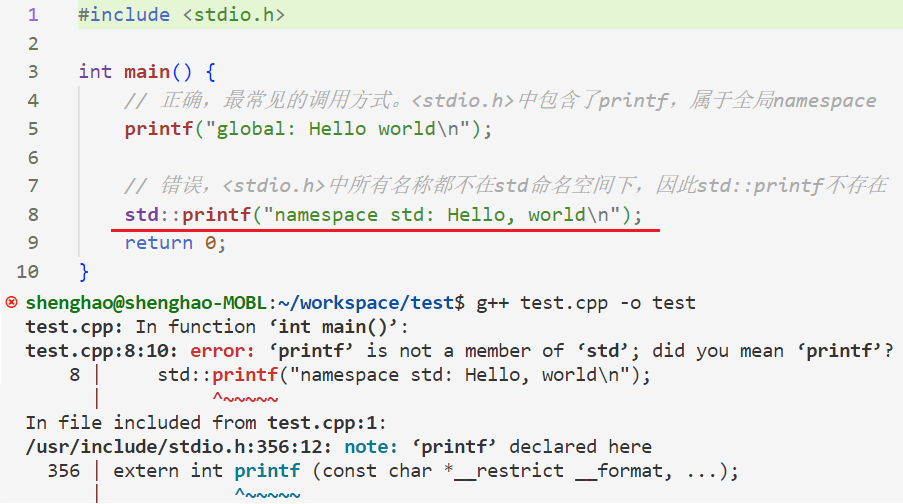 1 #include <stdio.h>
2
3 int main() {
4 // 正确，最常见的调用方式。<stdio.h>中包含了printf，属于全局namespace
5 printf("global: Hello world\n");
6
7 // 错误，<stdio.h>中所有名称都不在std命名空间下，因此std::printf不存在
8 std::printf("namespace std: Hello, world\n");
9 return 0;
10 }
shenghao@shenghao-MOBL:~/workspace/test$ g++ test.cpp -o test
test.cpp: In function ‘int main()’:
test.cpp:8:10: error: ‘printf’ is not a member of ‘std’; did you mean ‘printf’?
8 | std::printf("namespace std: Hello, world\n");
| ^~~~~~
In file included from test.cpp:1:
/usr/include/stdio.h:356:12: note: ‘printf’ declared here
356 | extern int printf (const char *__restrict __format, ...);
| ^~~~~~